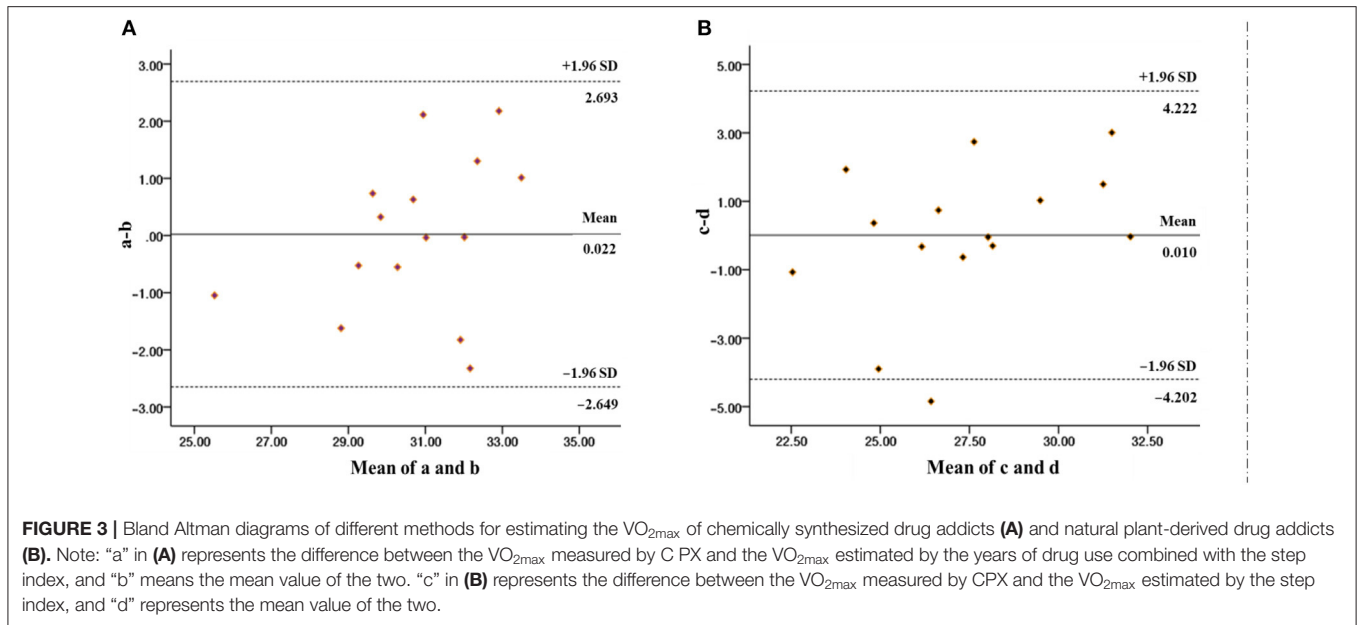 A
3.00
2.00
1.00
.00
-1.00
-2.00
-3.00
a-b
+1.96 SD
2.693
Mean
0.022
−1.96 SD
−2.649
25.00 27.00 29.00 31.00 33.00 35.00
Mean of a and b
B
5.00
3.00
1.00
-1.00
-3.00
-5.00
c-d
+1.96 SD
4.222
Mean
0.010
−1.96 SD
−4.202
22.50 25.00 27.50 30.00 32.50
Mean of c and d
FIGURE 3 | Bland Altman diagrams of different methods for estimating the VO2max of chemically synthesized drug addicts (A) and natural plant-derived drug addicts
(B). Note: “a” in (A) represents the difference between the VO2max measured by C PX and the VO2max estimated by the years of drug use combined with the step
index, and “b” means the mean value of the two. “c” in (B) represents the difference between the VO2max measured by CPX and the VO2max estimated by the step
index, and “d” represents the mean value of the two.